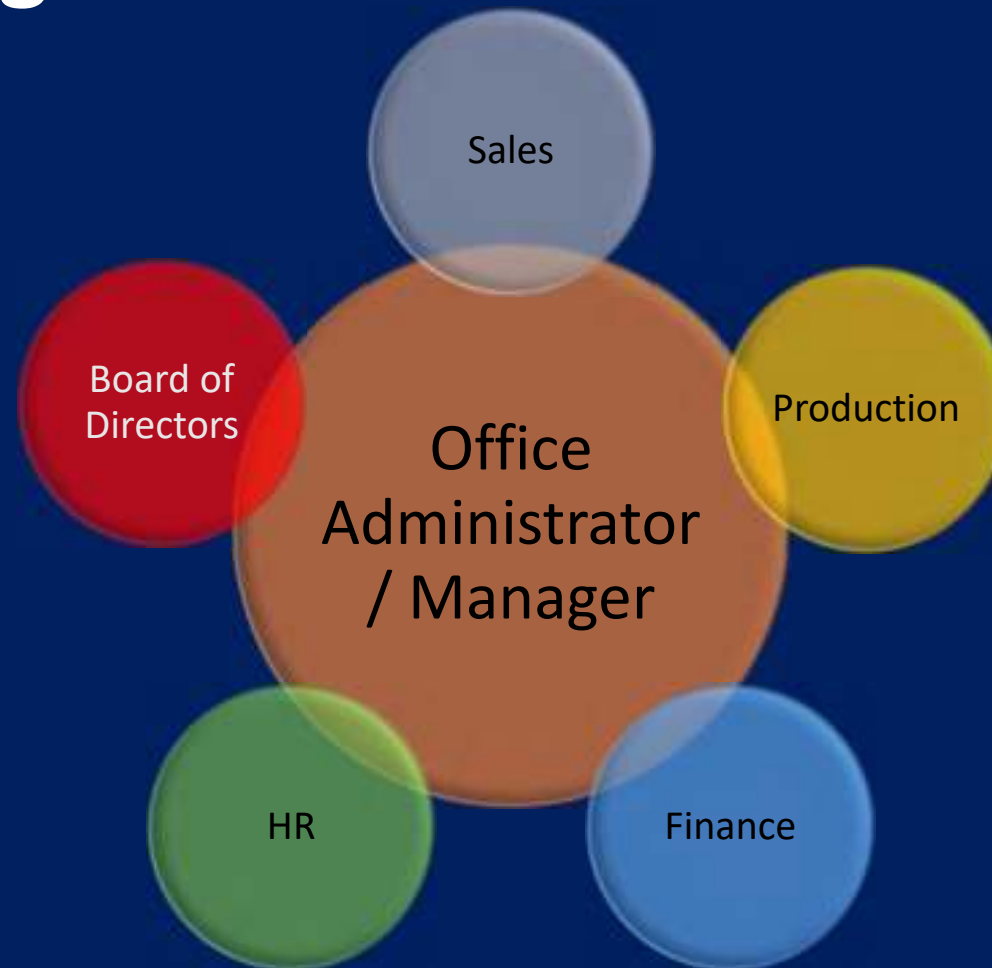 Sales
Board of
Directors
Production
Office
Administrator
/ Manager
HR
Finance